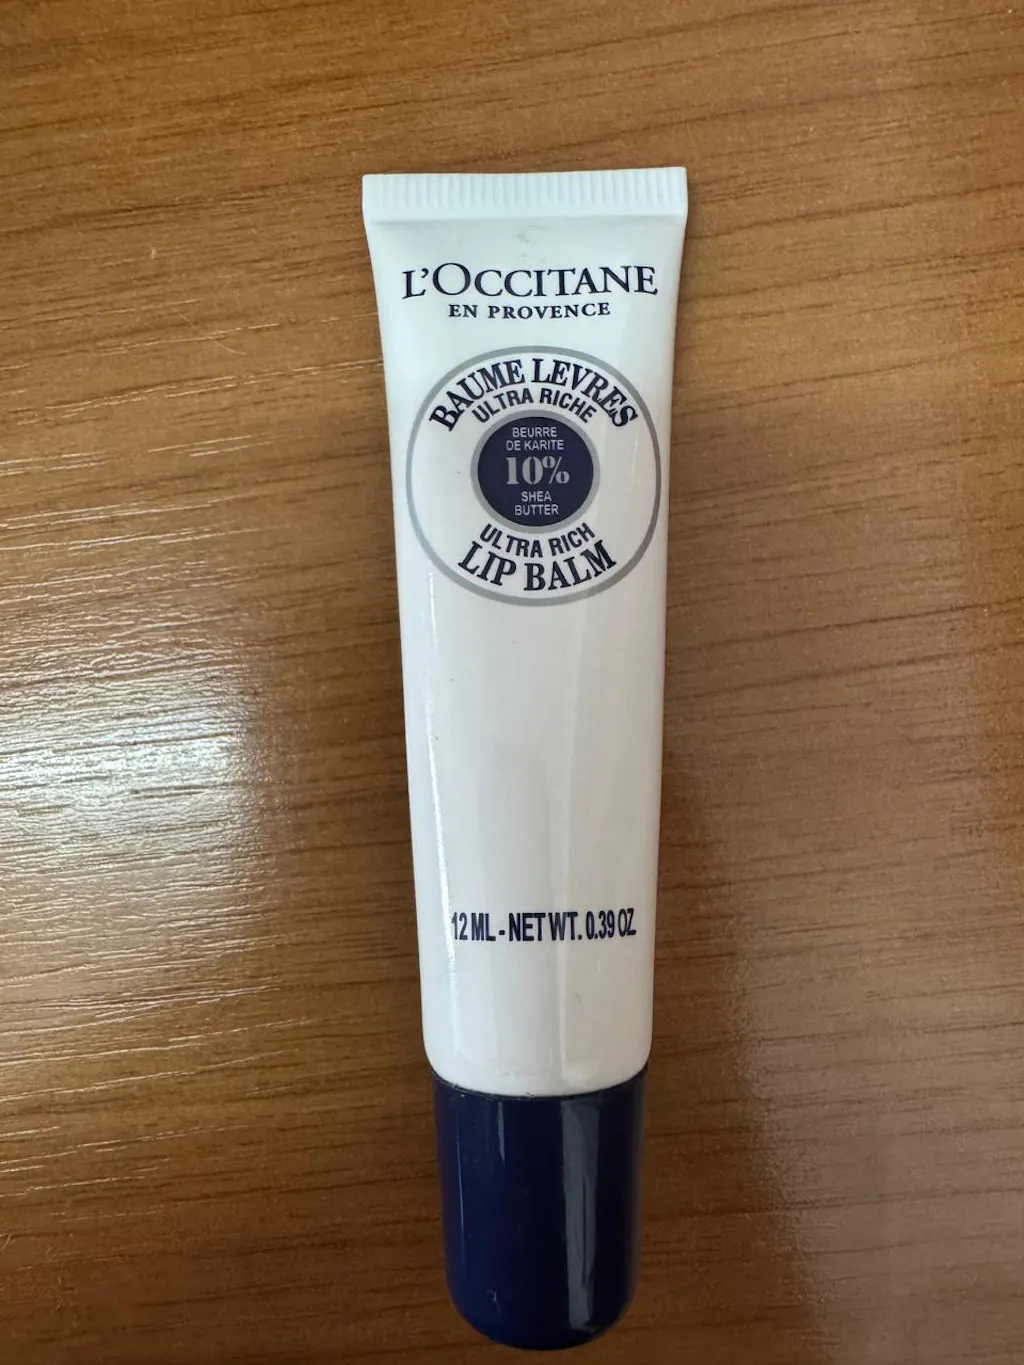 L'OCCITANE
EN PROVENCE
BAUME LEVRES
ULTRA RICHE
BEURRE
DE KARITE
10%
SHEA
BUTTER
ULTRA RICH
LIP BALM
12 ML - NET WT. 0.39 OZ